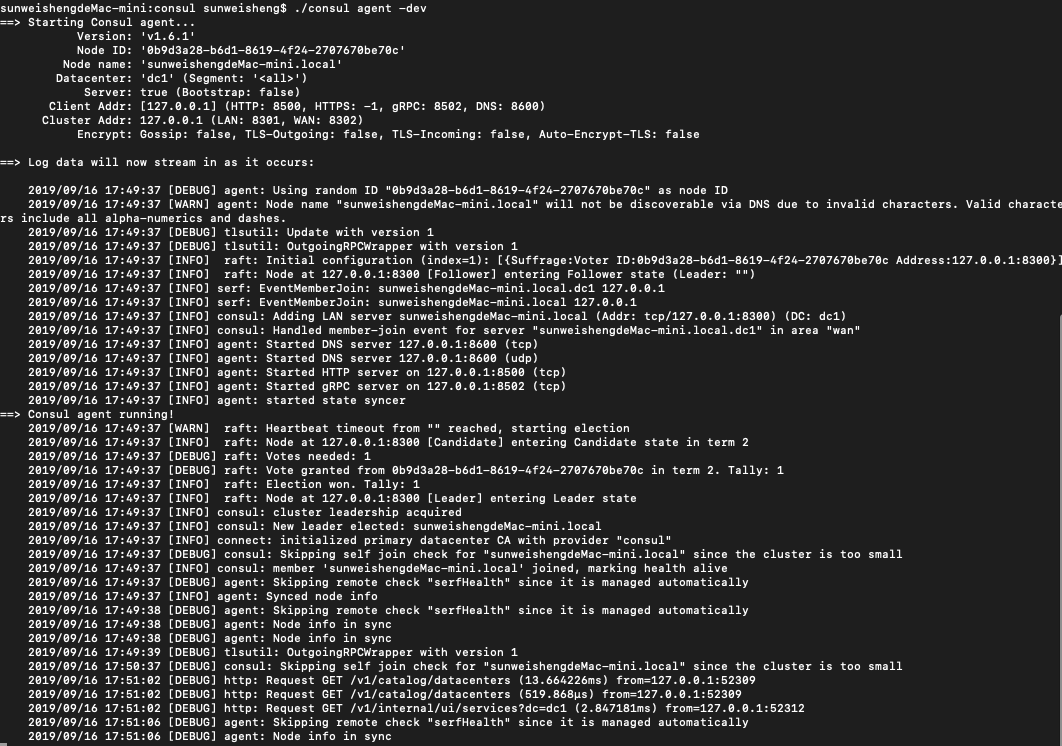 sunweishengdeMac-mini:consul sunweisheng$ ./consul agent -dev
==> Starting Consul agent...
Version: 'v1.6.1'
Node ID: '0b9d3a28-b6d1-8619-4f24-2707670be70c'
Node name: 'sunweishengdeMac-mini.local'
Datacenter: 'dc1' (Segment: '<all>')
Server: true (Bootstrap: false)
Client Addr: [127.0.0.1] (HTTP: 8500, HTTPS: -1, gRPC: 8502, DNS: 8600)
Cluster Addr: 127.0.0.1 (LAN: 8301, WAN: 8302)
Encrypt: Gossip: false, TLS-Outgoing: false, TLS-Incoming: false, Auto-Encrypt-TLS: false
==> Log data will now stream in as it occurs:
2019/09/16 17:49:37 [DEBUG] agent: Using random ID "0b9d3a28-b6d1-8619-4f24-2707670be70c" as node ID
2019/09/16 17:49:37 [WARN] agent: Node name "sunweishengdeMac-mini.local" will not be discoverable via DNS due to invalid characters. Valid characte
rs include all alpha-numerics and dashes.
2019/09/16 17:49:37 [DEBUG] tlsutil: Update with version 1
2019/09/16 17:49:37 [DEBUG] tlsutil: OutgoingRPCWrapper with version 1
2019/09/16 17:49:37 [INFO]  raft: Initial configuration (index=1): [{Suffrage:Voter ID:0b9d3a28-b6d1-8619-4f24-2707670be70c Address:127.0.0.1:8300}]
2019/09/16 17:49:37 [INFO]  raft: Node at 127.0.0.1:8300 [Follower] entering Follower state (Leader: "")
2019/09/16 17:49:37 [INFO] serf: EventMemberJoin: sunweishengdeMac-mini.local.dc1 127.0.0.1
2019/09/16 17:49:37 [INFO] serf: EventMemberJoin: sunweishengdeMac-mini.local 127.0.0.1
2019/09/16 17:49:37 [INFO] consul: Adding LAN server sunweishengdeMac-mini.local (Addr: tcp/127.0.0.1:8300) (DC: dc1)
2019/09/16 17:49:37 [INFO] consul: Handled member-join event for server "sunweishengdeMac-mini.local.dc1" in area "wan"
2019/09/16 17:49:37 [INFO] agent: Started DNS server 127.0.0.1:8600 (tcp)
2019/09/16 17:49:37 [INFO] agent: Started DNS server 127.0.0.1:8600 (udp)
2019/09/16 17:49:37 [INFO] agent: Started HTTP server on 127.0.0.1:8500 (tcp)
2019/09/16 17:49:37 [INFO] agent: Started gRPC server on 127.0.0.1:8502 (tcp)
2019/09/16 17:49:37 [INFO] agent: started state syncer
==> Consul agent running!
2019/09/16 17:49:37 [WARN]  raft: Heartbeat timeout from "" reached, starting election
2019/09/16 17:49:37 [INFO]  raft: Node at 127.0.0.1:8300 [Candidate] entering Candidate state in term 2
2019/09/16 17:49:37 [DEBUG] raft: Votes needed: 1
2019/09/16 17:49:37 [DEBUG] raft: Vote granted from 0b9d3a28-b6d1-8619-4f24-2707670be70c in term 2. Tally: 1
2019/09/16 17:49:37 [INFO]  raft: Election won. Tally: 1
2019/09/16 17:49:37 [INFO]  raft: Node at 127.0.0.1:8300 [Leader] entering Leader state
2019/09/16 17:49:37 [INFO] consul: cluster leadership acquired
2019/09/16 17:49:37 [INFO] consul: New leader elected: sunweishengdeMac-mini.local
2019/09/16 17:49:37 [INFO] connect: initialized primary datacenter CA with provider "consul"
2019/09/16 17:49:37 [DEBUG] consul: Skipping self join check for "sunweishengdeMac-mini.local" since the cluster is too small
2019/09/16 17:49:37 [INFO] consul: member 'sunweishengdeMac-mini.local' joined, marking health alive
2019/09/16 17:49:37 [DEBUG] agent: Skipping remote check "serfHealth" since it is managed automatically
2019/09/16 17:49:37 [INFO] agent: Synced node info
2019/09/16 17:49:38 [DEBUG] agent: Skipping remote check "serfHealth" since it is managed automatically
2019/09/16 17:49:38 [DEBUG] agent: Node info in sync
2019/09/16 17:49:38 [DEBUG] agent: Node info in sync
2019/09/16 17:49:39 [DEBUG] tlsutil: OutgoingRPCWrapper with version 1
2019/09/16 17:50:37 [DEBUG] consul: Skipping self join check for "sunweishengdeMac-mini.local" since the cluster is too small
2019/09/16 17:51:02 [DEBUG] http: Request GET /v1/catalog/datacenters (13.664226ms) from=127.0.0.1:52309
2019/09/16 17:51:02 [DEBUG] http: Request GET /v1/catalog/datacenters (519.868µs) from=127.0.0.1:52309
2019/09/16 17:51:02 [DEBUG] http: Request GET /v1/internal/ui/services?dc=dc1 (2.847181ms) from=127.0.0.1:52312
2019/09/16 17:51:06 [DEBUG] agent: Skipping remote check "serfHealth" since it is managed automatically
2019/09/16 17:51:06 [DEBUG] agent: Node info in sync